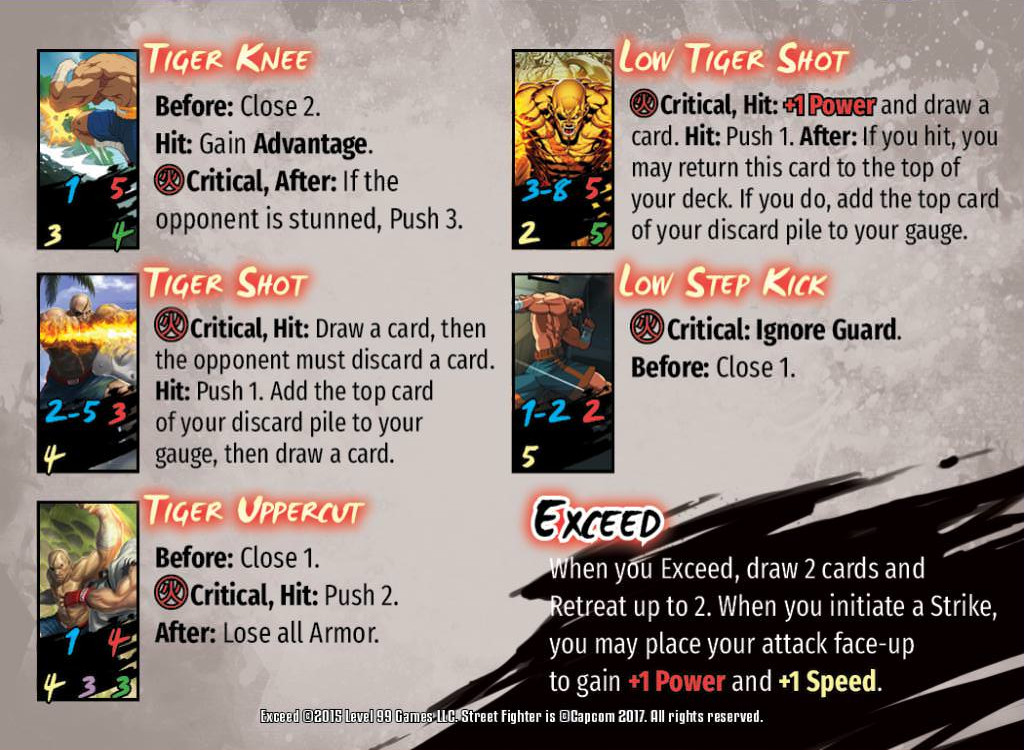 TIGER KNEE
Before: Close 2.
Hit: Gain Advantage.
火 Critical, After: If the
opponent is stunned, Push 3.
1 5
3 4
TIGER SHOT
火 Critical, Hit: Draw a card, then
the opponent must discard a card.
Hit: Push 1. Add the top card
of your discard pile to your
gauge, then draw a card.
2-5 3
4
TIGER UPPERCUT
Before: Close 1.
火 Critical, Hit: Push 2.
After: Lose all Armor.
1 4
4 3 3
LOW TIGER SHOT
火 Critical, Hit: +1 Power and draw a
card. Hit: Push 1. After: If you hit, you
may return this card to the top of
your deck. If you do, add the top card
of your discard pile to your gauge.
3-8 5
2 5
LOW STEP KICK
火 Critical: Ignore Guard.
Before: Close 1.
1-2 2
5
EXCEED
When you Exceed, draw 2 cards and
Retreat up to 2. When you initiate a Strike,
you may place your attack face-up
to gain +1 Power and +1 Speed.
Exceed ©2015 Level 99 Games LLC. Street Fighter is ©Capcom 2017. All rights reserved.